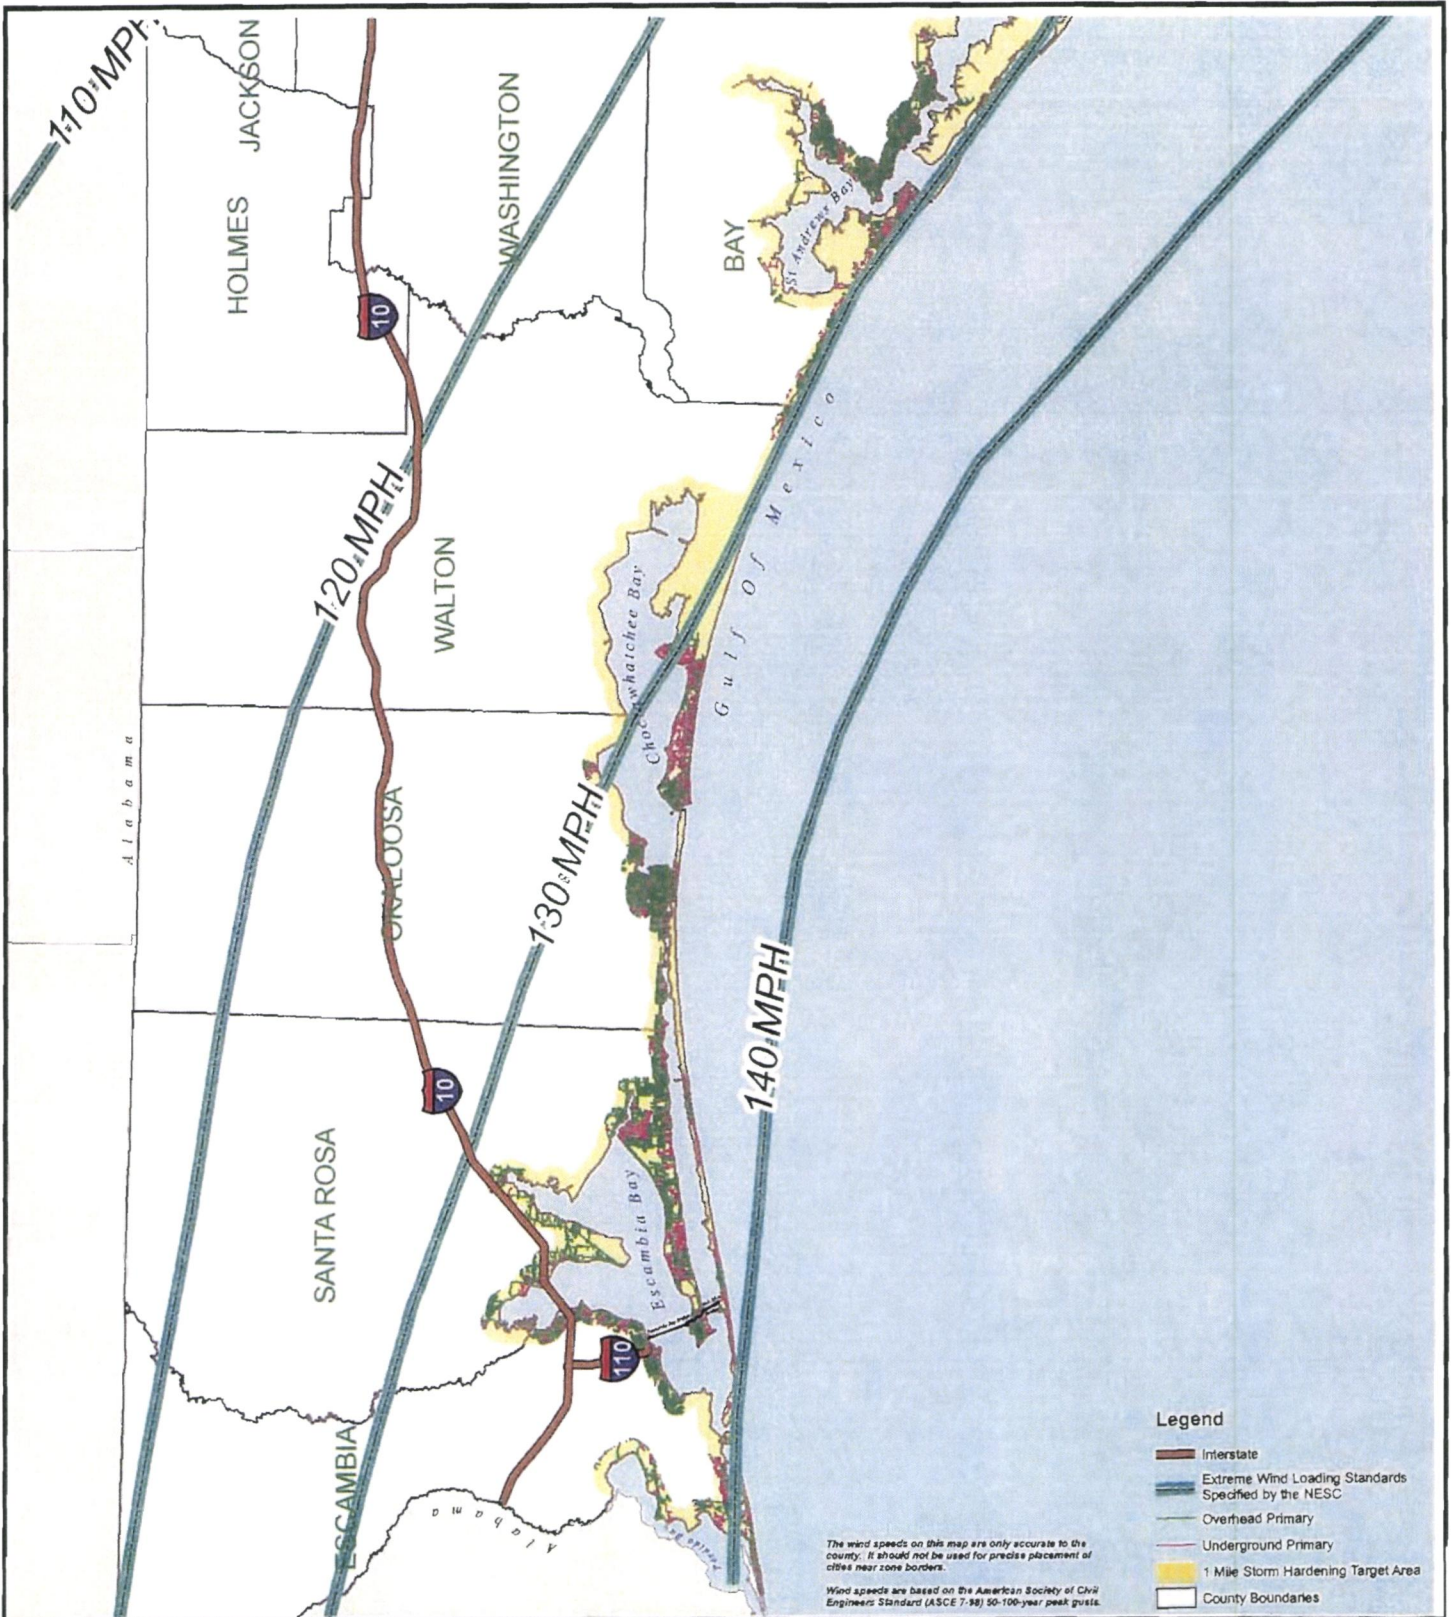 110 MPH
JACKSON
HOLMES
WASHINGTON
BAY
St Andrews Bay
10
120 MPH
WALTON
Gulf Of Mexico
Choctawhatchee Bay
Alabama
OKALOOSA
130 MPH
140 MPH
10
SANTA ROSA
Escambia Bay
110
ESCAMBIA
Alabama
Legend
Interstate
Extreme Wind Loading Standards
Specified by the NESC
Overhead Primary
Underground Primary
1 Mile Storm Hardening Target Area
County Boundaries
The wind speeds on this map are only accurate to the
county. It should not be used for precise placement of
cities near zone borders.
Wind speeds are based on the American Society of Civil
Engineers Standard (ASCE 7-98) 50-100-year peak gusts.